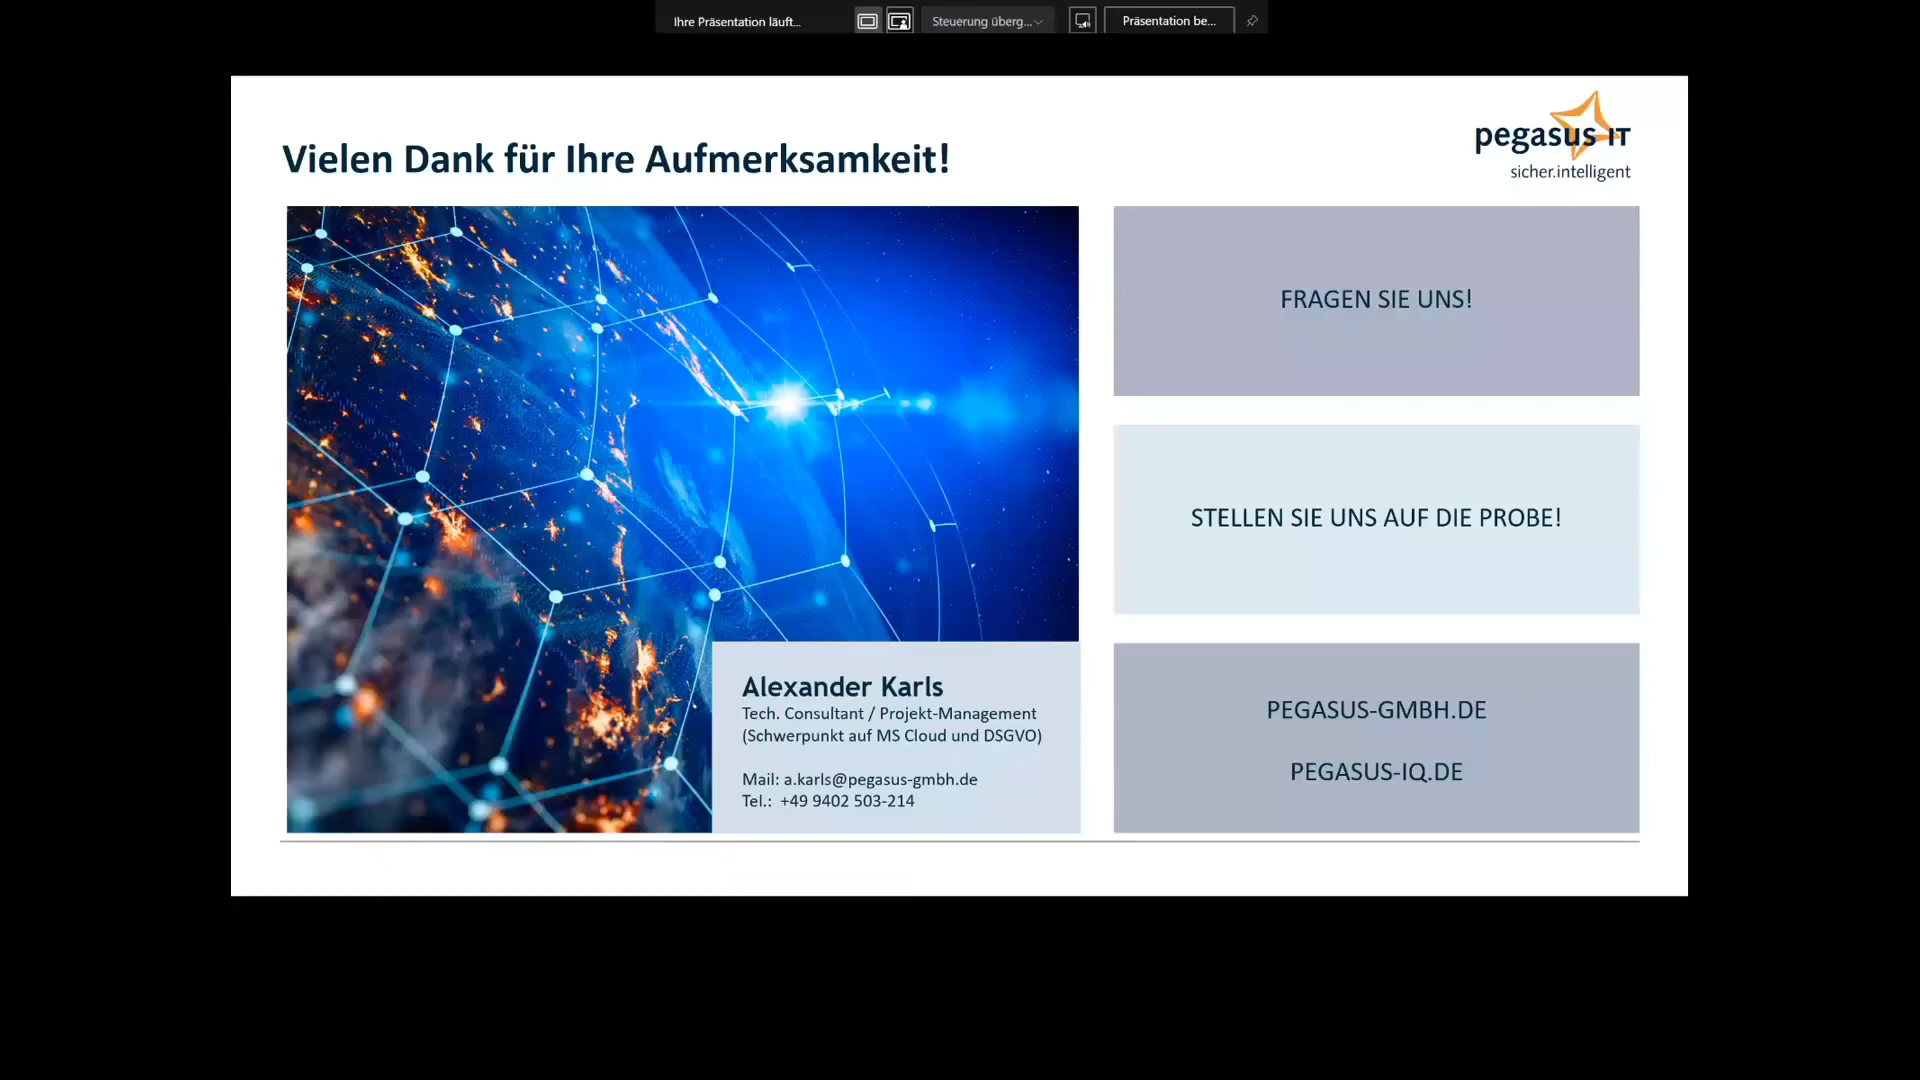 Ihre Präsentation läuft...
Steuerung überg...
Präsentation be...
Vielen Dank für Ihre Aufmerksamkeit!
pegasus IT
sicher.intelligent
FRAGEN SIE UNS!
STELLEN SIE UNS AUF DIE PROBE!
Alexander Karls
Tech. Consultant / Projekt-Management
(Schwerpunkt auf MS Cloud und DSGVO)
Mail: a.karls@pegasus-gmbh.de
Tel.: +49 9402 503-214
PEGASUS-GMBH.DE
PEGASUS-IQ.DE